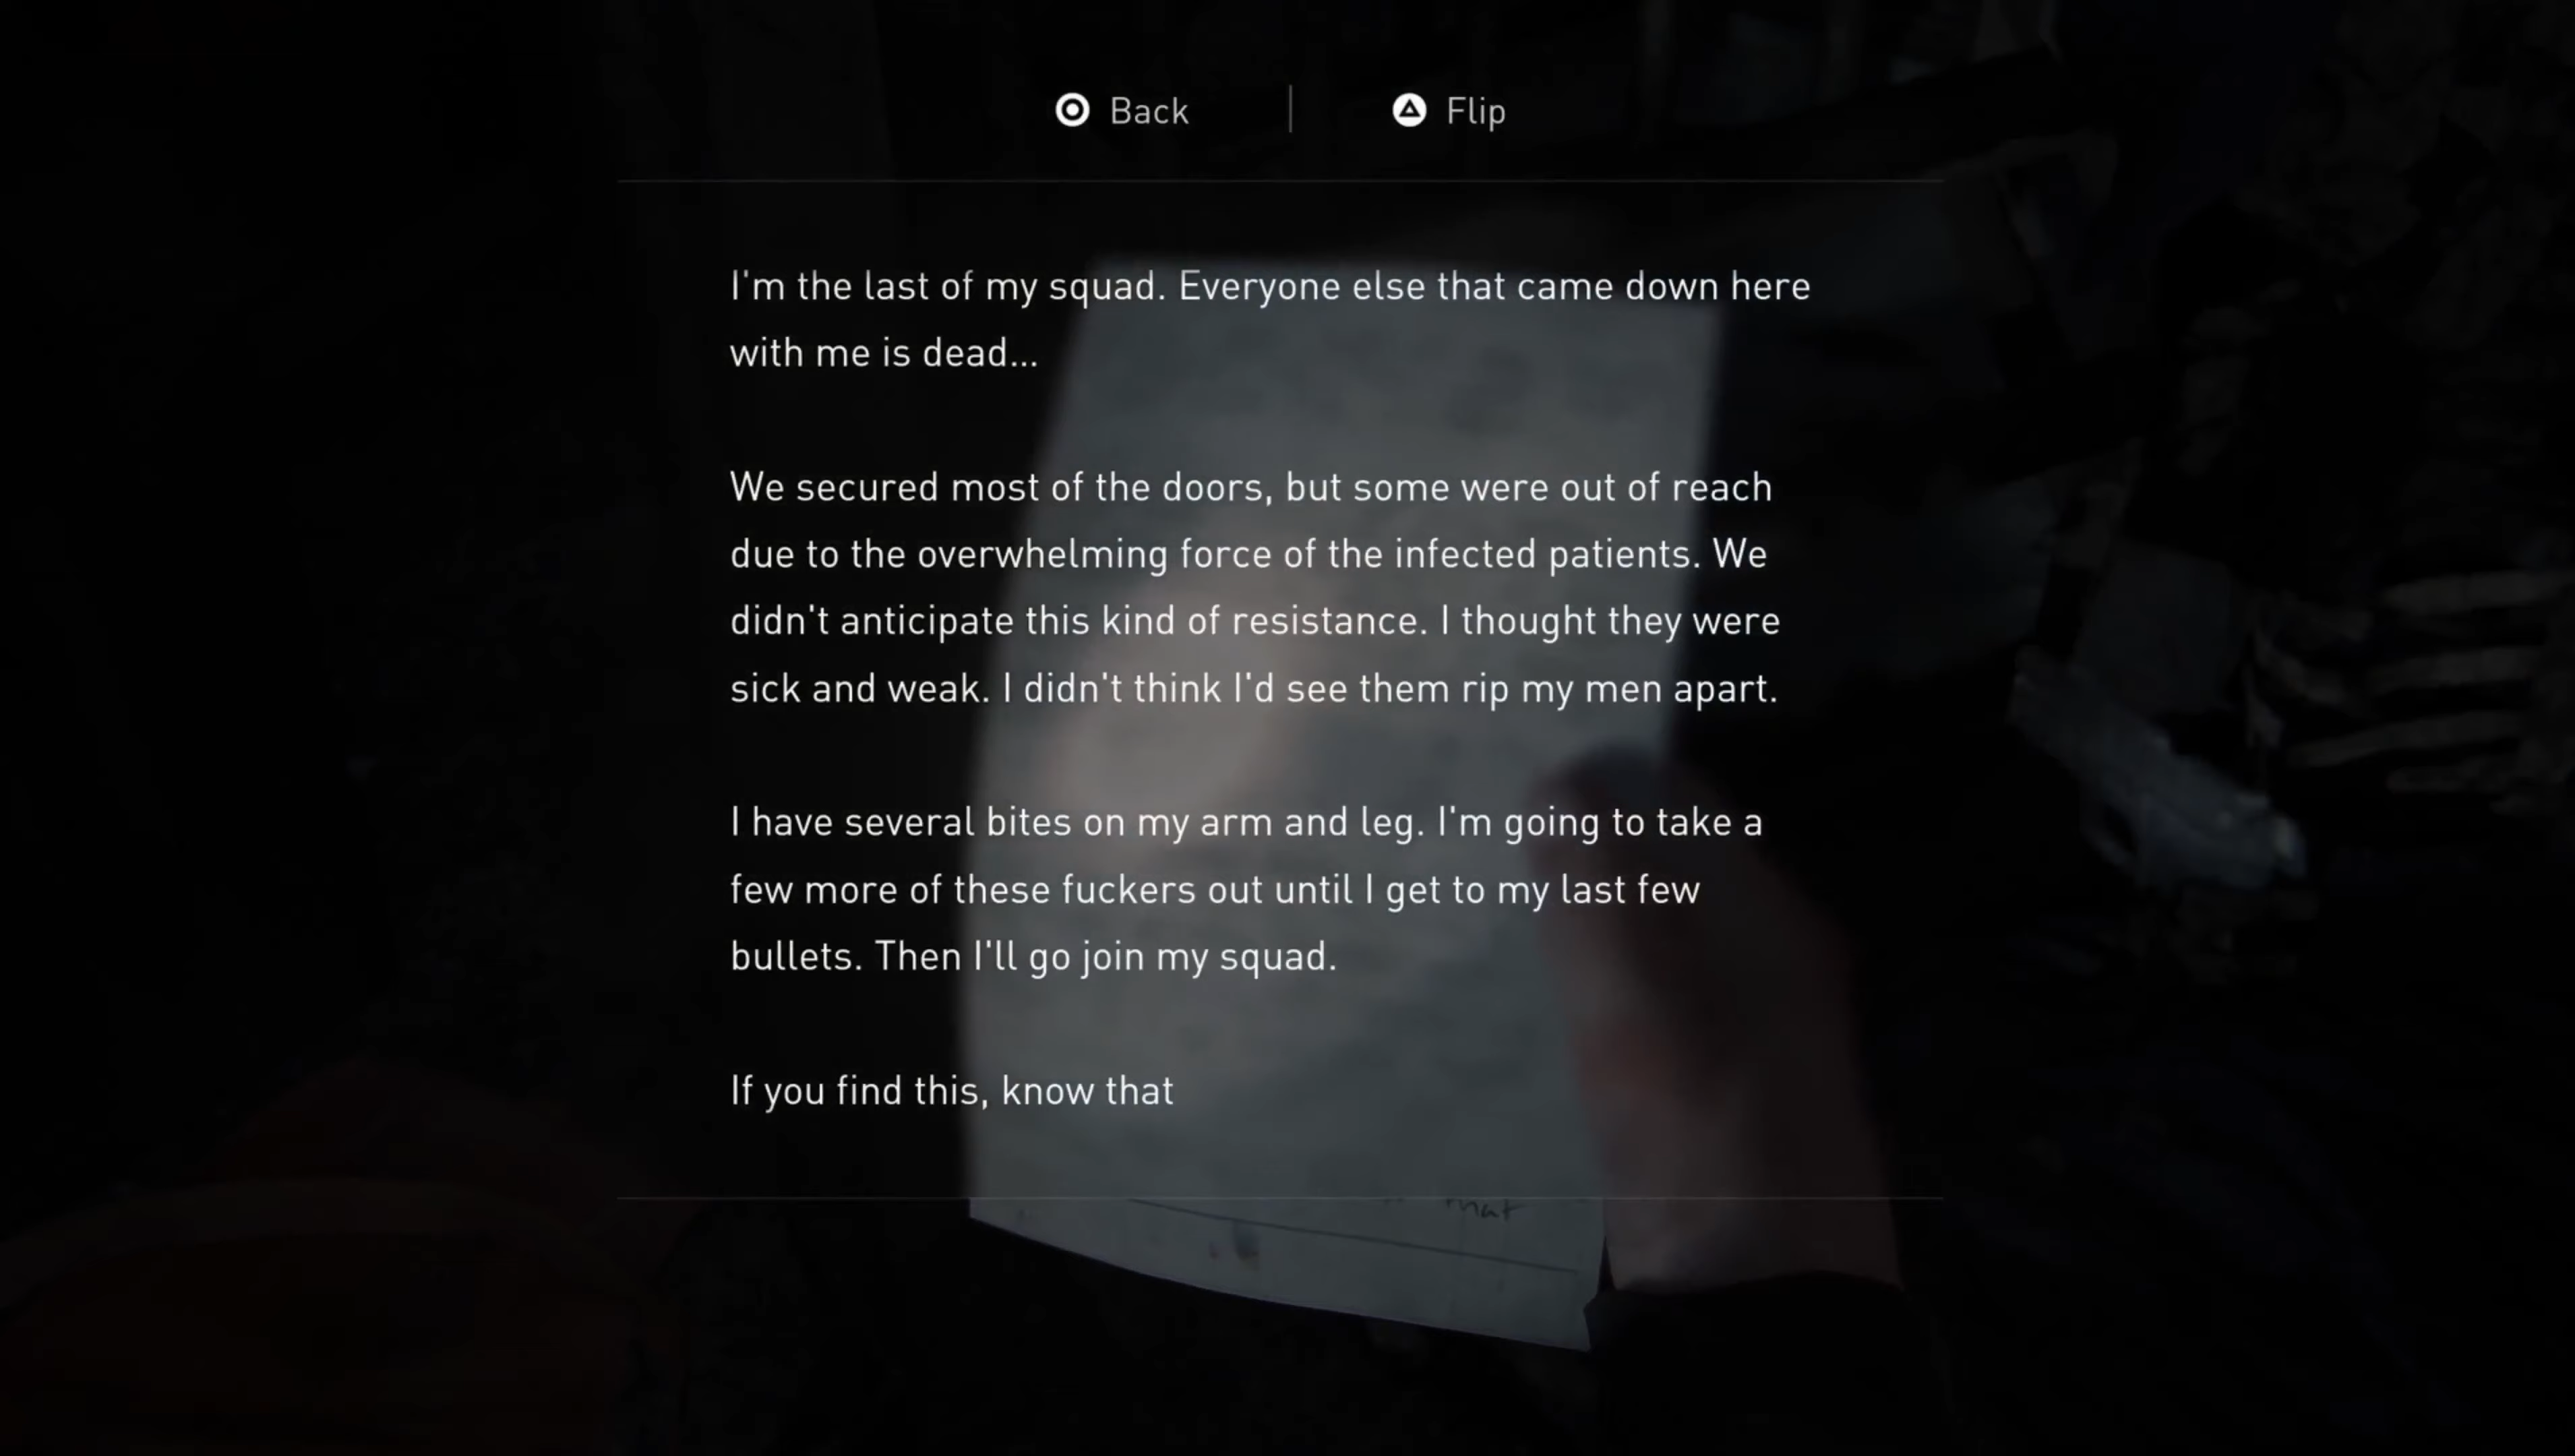 Back
Flip
I'm the last of my squad. Everyone else that came down here
with me is dead...
We secured most of the doors, but some were out of reach
due to the overwhelming force of the infected patients. We
didn't anticipate this kind of resistance. I thought they were
sick and weak. I didn't think I'd see them rip my men apart.
I have several bites on my arm and leg. I'm going to take a
few more of these fuckers out until I get to my last few
bullets. Then I'll go join my squad.
If you find this, know that
that